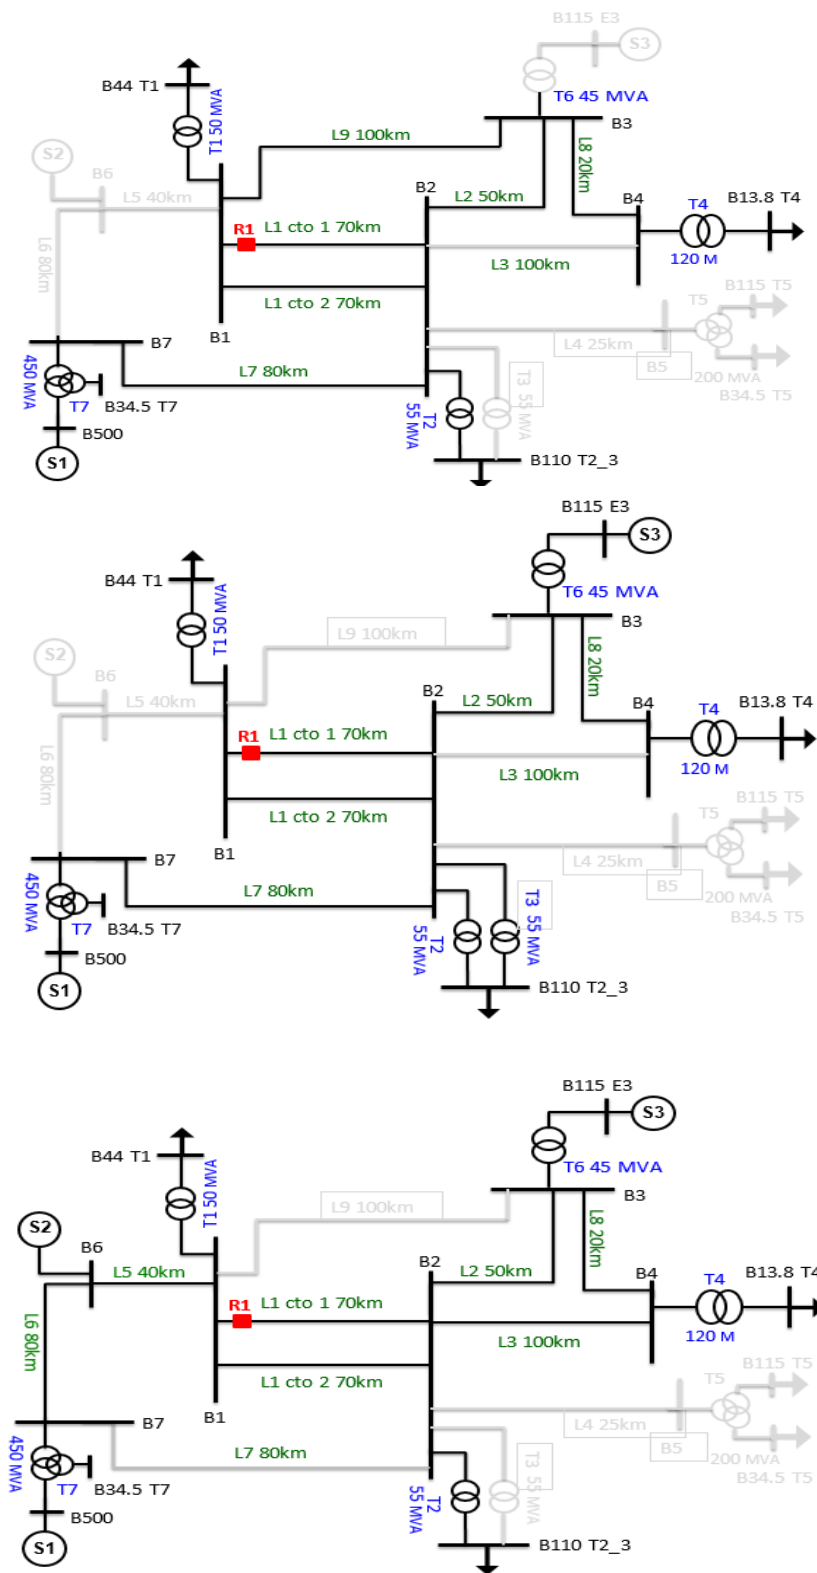 B115 E3
S3
B44 T1
T6 45 MVA
T1 50 MVA
B3
L9 100km
L8 20km
S2
B6
L5 40km
B2
L2 50km
B4
T4
B13.8 T4
R1
L1 cto 1 70km
L3 100km
120 M
L6 80km
B115 T5
T5
L1 cto 2 70km
B1
L4 25km
B5
200 MVA
B34.5 T5
B7
450 MVA
L7 80km
T7
B34.5 T7
T2
55 MVA
T3 55 MVA
B500
S1
B110 T2_3
B115 E3
S3
B44 T1
T6 45 MVA
T1 50 MVA
B3
L9 100km
L8 20km
S2
B6
L5 40km
B2
L2 50km
B4
T4
B13.8 T4
R1
L1 cto 1 70km
L3 100km
120 M
L6 80km
B115 T5
T5
L1 cto 2 70km
B1
L4 25km
B5
200 MVA
B34.5 T5
B7
450 MVA
L7 80km
T7
B34.5 T7
T2
55 MVA
T3 55 MVA
B500
S1
B110 T2_3
B115 E3
S3
B44 T1
T6 45 MVA
T1 50 MVA
B3
L9 100km
L8 20km
S2
B6
L5 40km
B2
L2 50km
B4
T4
B13.8 T4
R1
L1 cto 1 70km
L3 100km
120 M
L6 80km
B115 T5
T5
L1 cto 2 70km
B1
L4 25km
B5
200 MVA
B34.5 T5
B7
450 MVA
L7 80km
T7
B34.5 T7
T2
55 MVA
T3 55 MVA
B500
S1
B110 T2_3